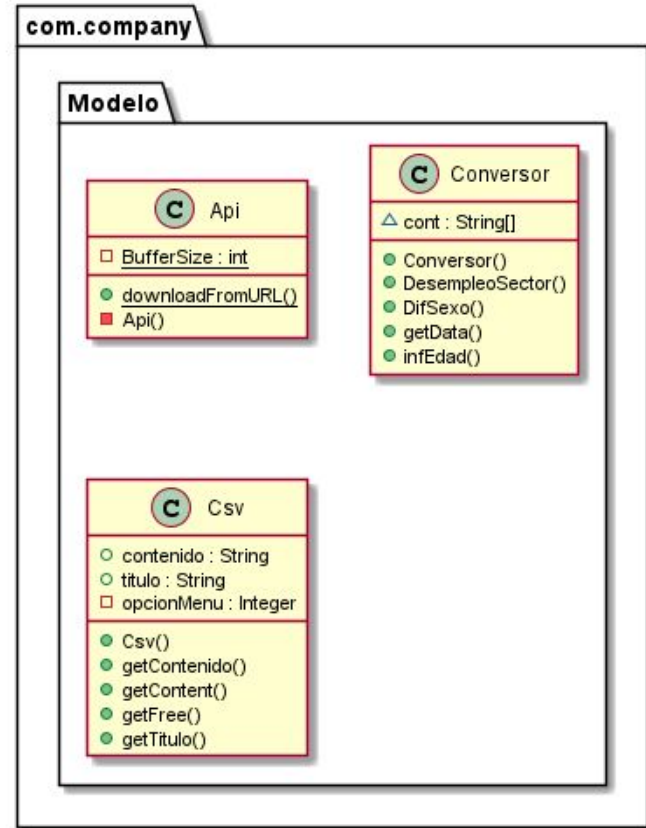 com.company
Modelo
C Api
BufferSize : int
downloadFromURL()
Api()
C Conversor
cont : String[]
Conversor()
DesempleoSector()
DifSexo()
getData()
infEdad()
C Csv
contenido : String
titulo : String
opcionMenu : Integer
Csv()
getContenido()
getContent()
getFree()
getTitulo()